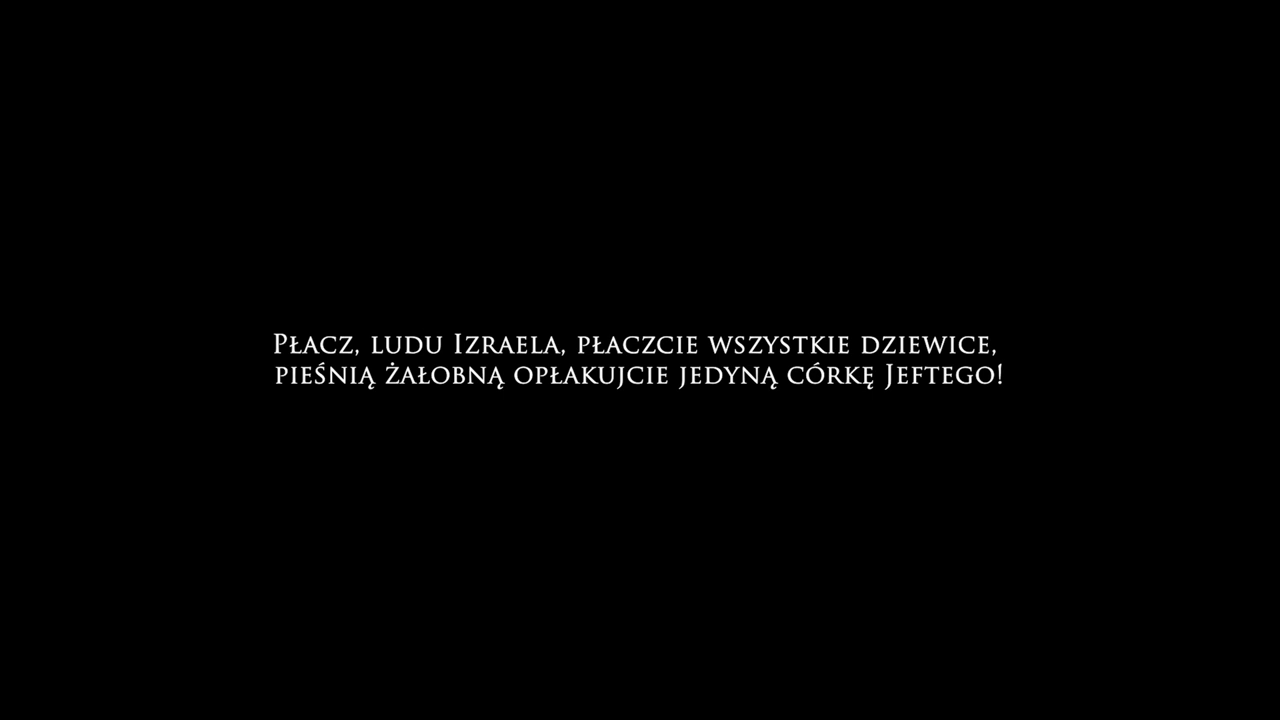 Płacz, ludu Izraela, płaczcie wszystkie dziewice,
pieśnią żałobną opłakujcie jedyną córkę Jeftego!